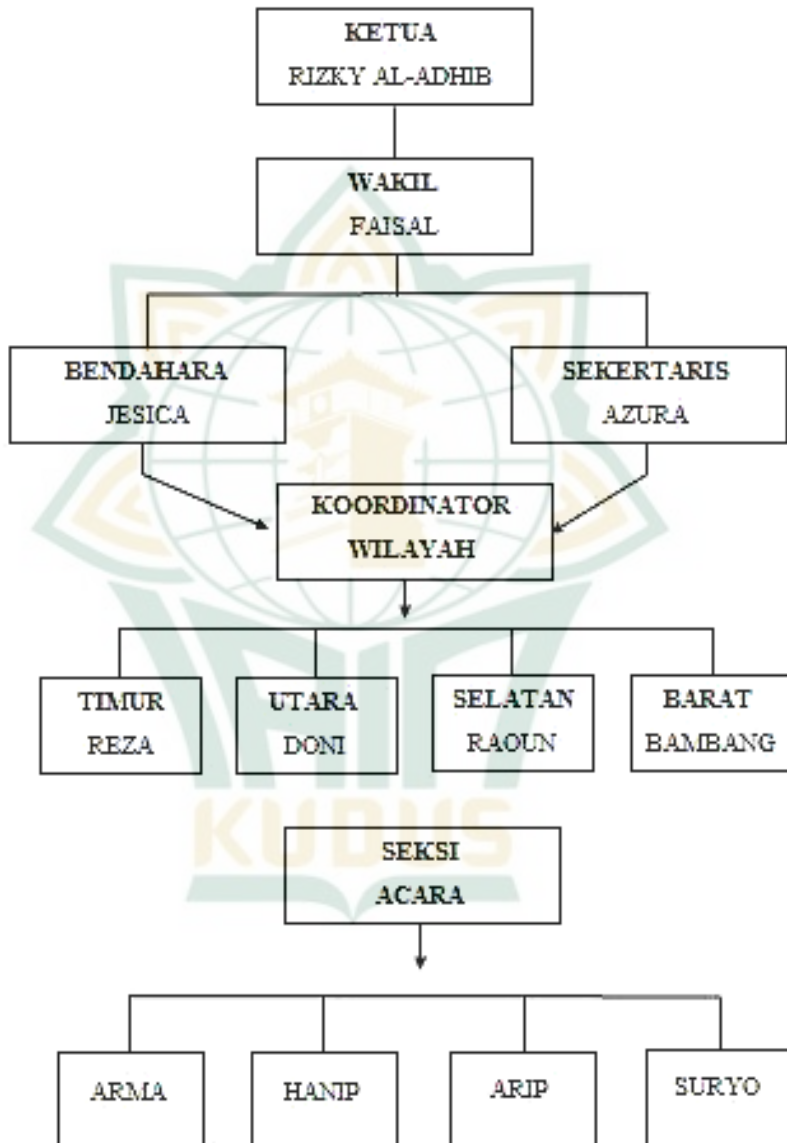 KETUA
RIZKY AL-ADHIB
WAKIL
FAISAL
BENDAHARA
JESICA
SEKERTARIS
AZURA
KOORDINATOR
WILAYAH
TIMUR
REZA
UTARA
DONI
SELATAN
RAOUN
BARAT
BAMBANG
IAIN
KUDUS
SEKSI
ACARA
ARMA
HANIP
ARIP
SURYO